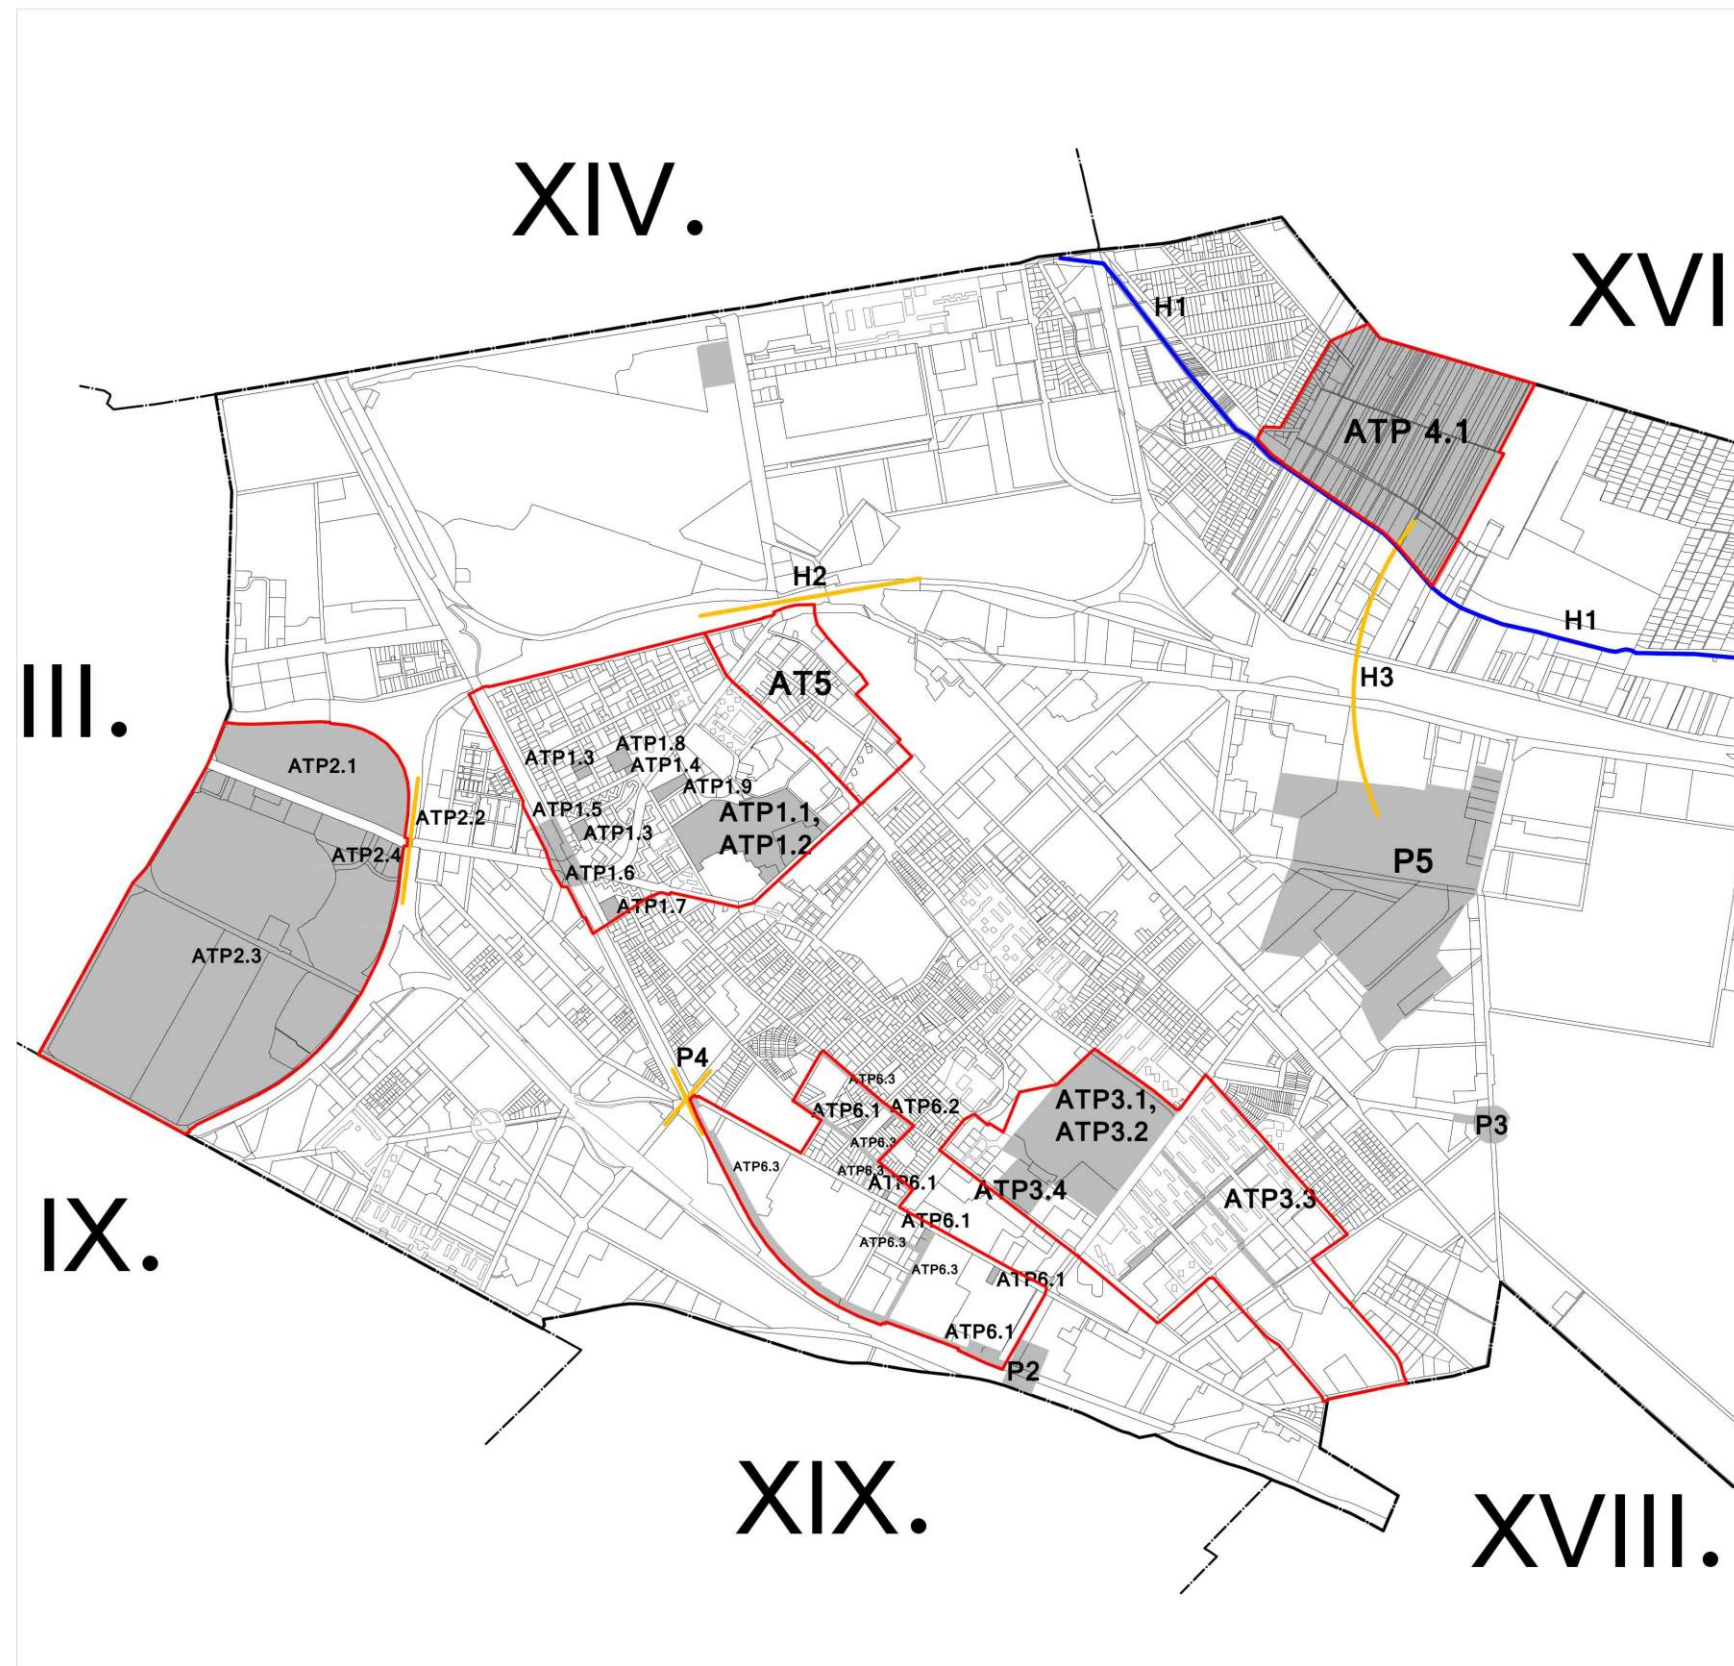 XIV.
XVI
H1
ATP 4.1
H2
H1
III.
H3
AT5
ATP1.8
ATP1.3
ATP1.4
ATP2.1
ATP1.9
ATP1.5
ATP1.1,
ATP1.2
ATP2.2
ATP1.3
ATP2.4
P5
ATP1.6
ATP1.7
ATP2.3
P4
ATP6.3
ATP6.1
ATP6.2
ATP3.1,
ATP3.2
P3
ATP6.3
ATP6.3
ATP6.3
ATP6.1
ATP3.4
ATP3.3
ATP6.1
IX.
ATP6.3
ATP6.3
ATP6.1
ATP6.1
P2
XIX.
XVIII.